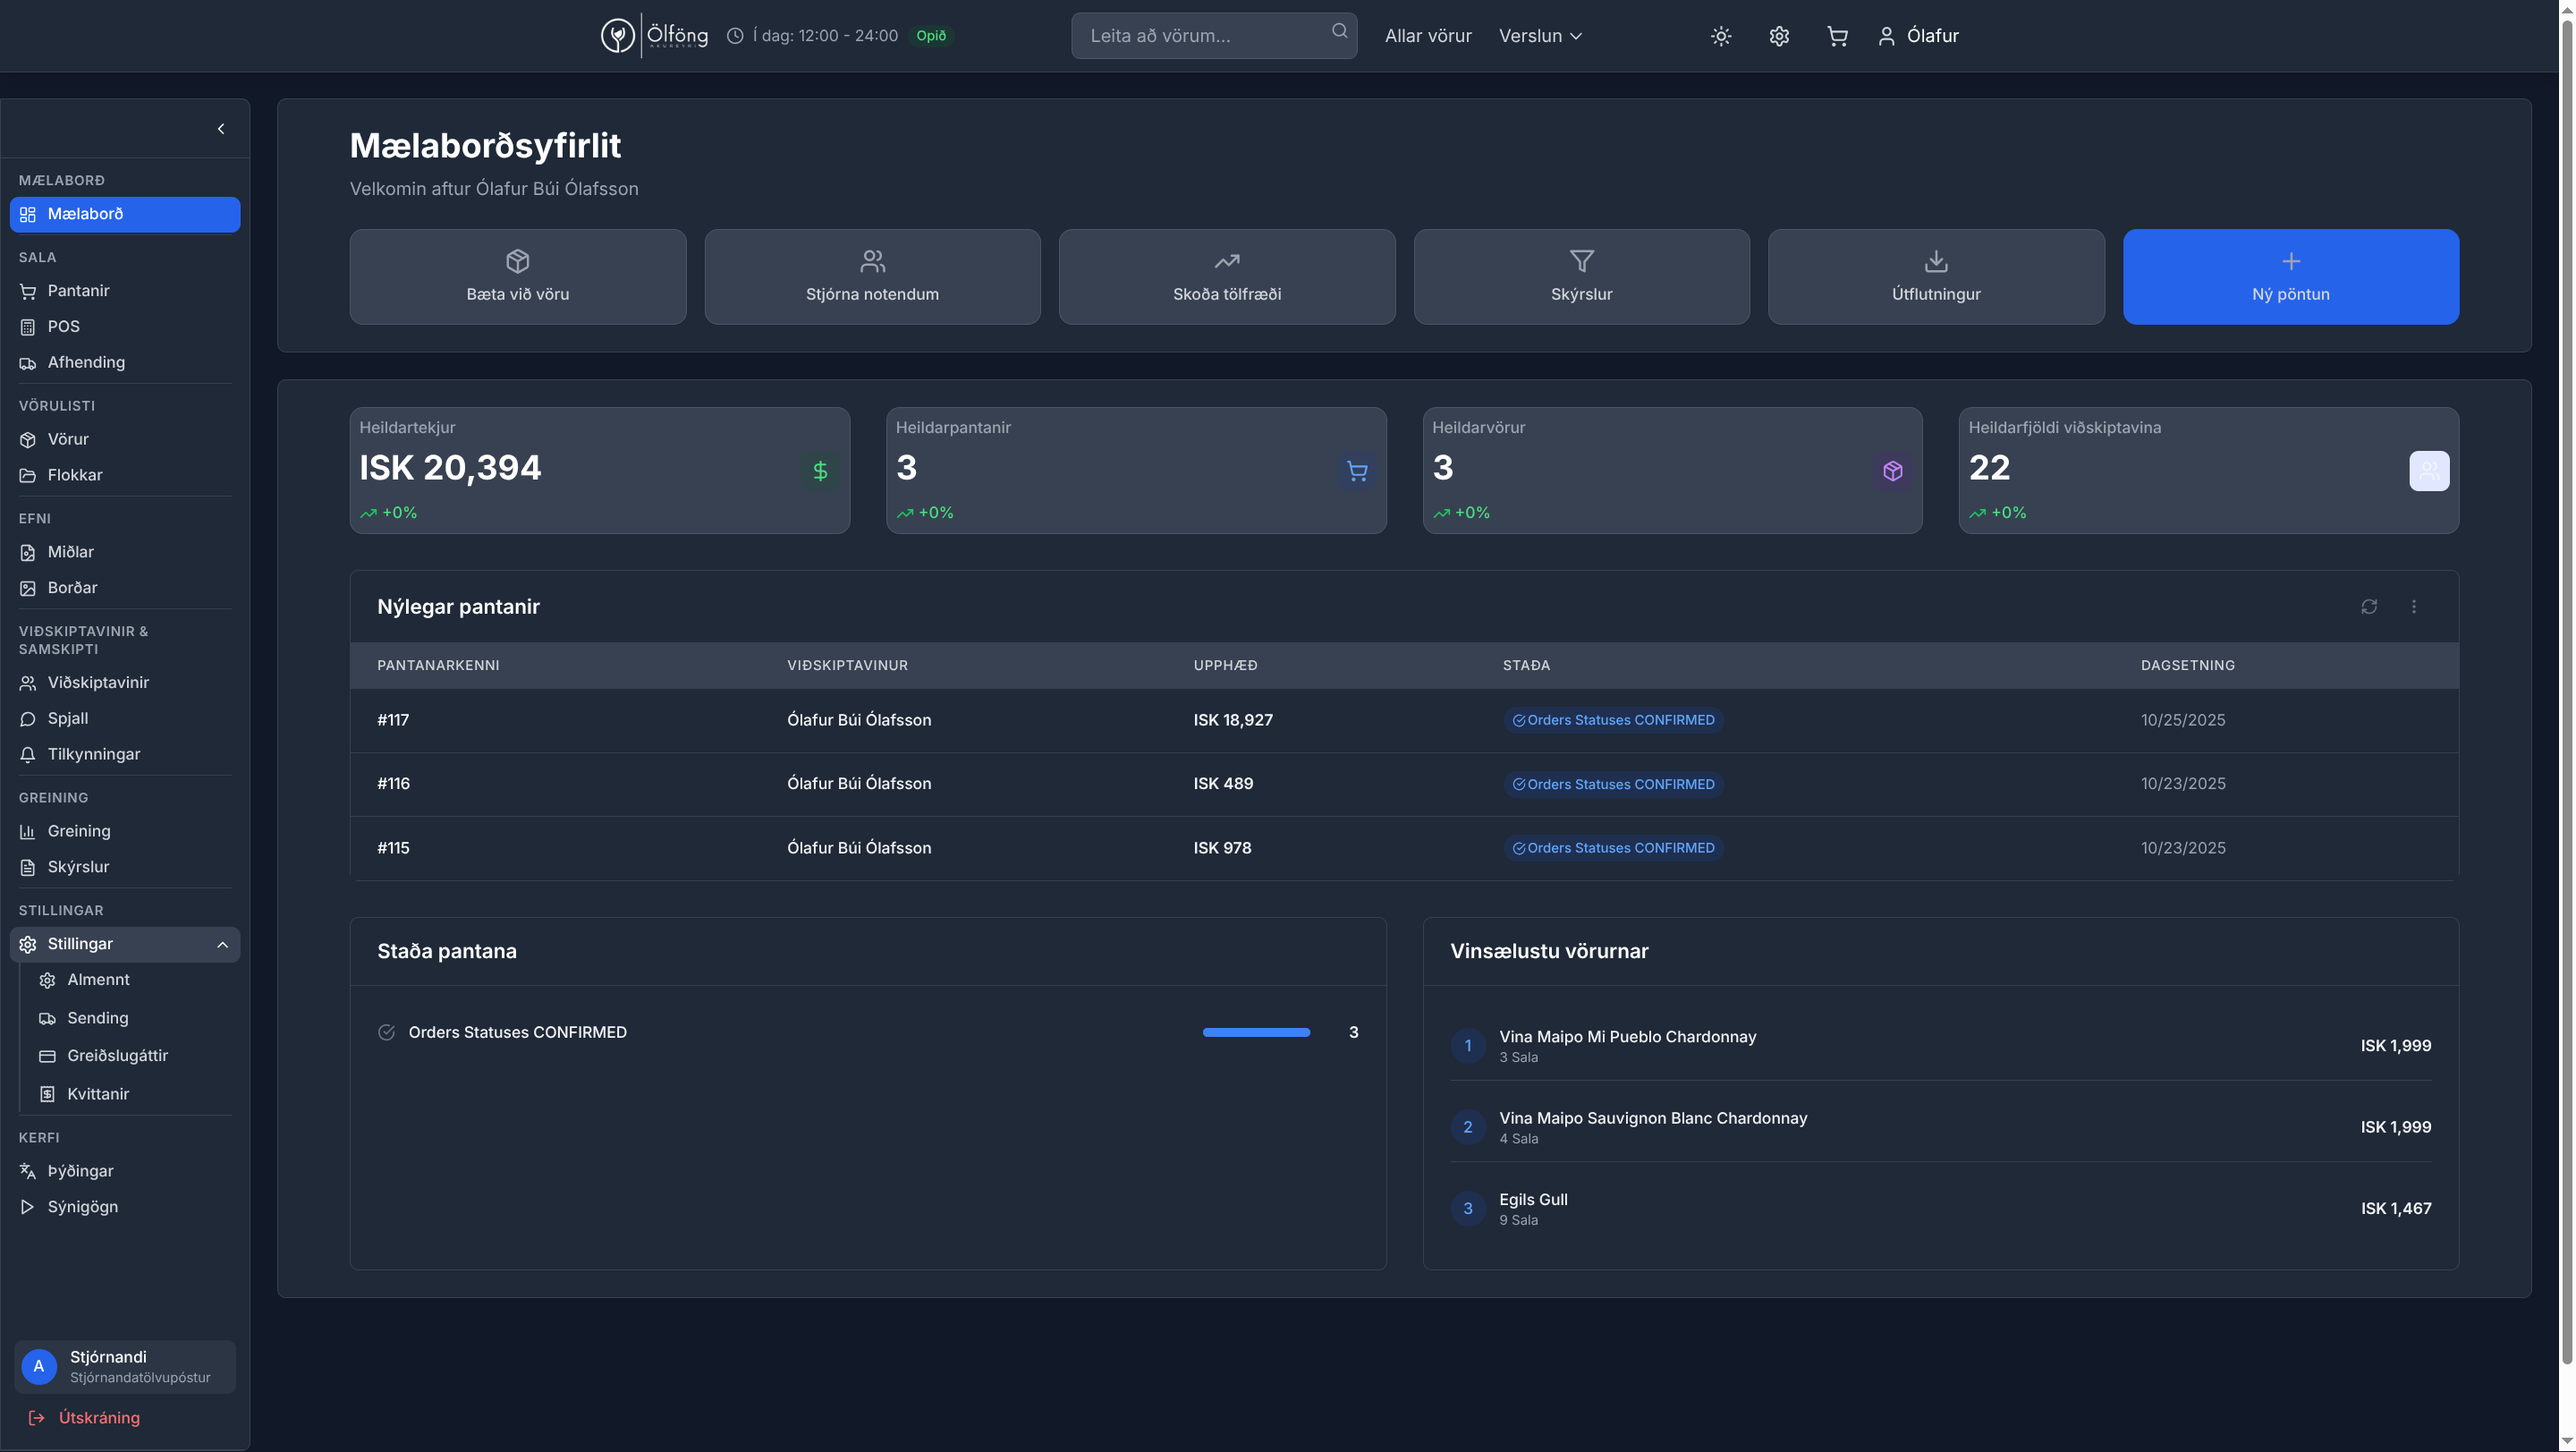 Ölföng
AKUREYRI
Í dag: 12:00 - 24:00
Opið
Leita að vörum...
Allar vörur
Verslun
Ólafur
MÆLABORÐ
Mælaborð
SALA
Pantanir
POS
Afhending
VÖRULISTI
Vörur
Flokkar
EFNI
Miðlar
Borðar
VIÐSKIPTAVINIR &
SAMSKIPTI
Viðskiptavinir
Spjall
Tilkynningar
GREINING
Greining
Skýrslur
STILLINGAR
Stillingar
Almennt
Sending
Greiðslugáttir
Kvittanir
KERFI
Þýðingar
Sýnigögn
A
Stjórnandi
Stjórnandatölvupóstur
Útskráning
Mælaborðsyfirlit
Velkomin aftur Ólafur Búi Ólafsson
Bæta við vöru
Stjórna notendum
Skoða tölfræði
Skýrslur
Útflutningur
Ný pöntun
Heildartekjur
ISK 20,394
+0%
Heildarpantanir
3
+0%
Heildarvörur
3
+0%
Heildarfjöldi viðskiptavina
22
+0%
Nýlegar pantanir
PANTANARKENNI VIÐSKIPTAVINUR UPPHÆÐ STAÐA DAGSETNING
#117 Ólafur Búi Ólafsson ISK 18,927 Orders Statuses CONFIRMED 10/25/2025
#116 Ólafur Búi Ólafsson ISK 489 Orders Statuses CONFIRMED 10/23/2025
#115 Ólafur Búi Ólafsson ISK 978 Orders Statuses CONFIRMED 10/23/2025
Staða pantana
Orders Statuses CONFIRMED 3
Vinsælustu vörurnar
1 Vina Maipo Mi Pueblo Chardonnay ISK 1,999
3 Sala
2 Vina Maipo Sauvignon Blanc Chardonnay ISK 1,999
4 Sala
3 Egils Gull ISK 1,467
9 Sala